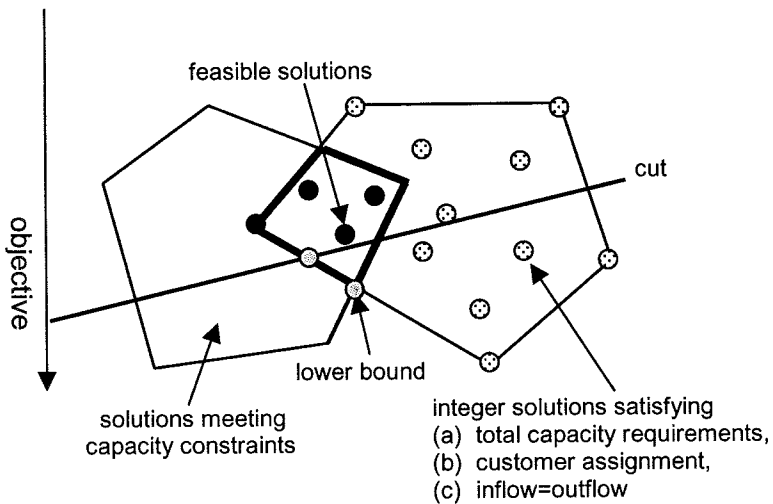 feasible solutions
cut
objective
lower bound
solutions meeting
capacity constraints
integer solutions satisfying
(a) total capacity requirements,
(b) customer assignment,
(c) inflow=outflow